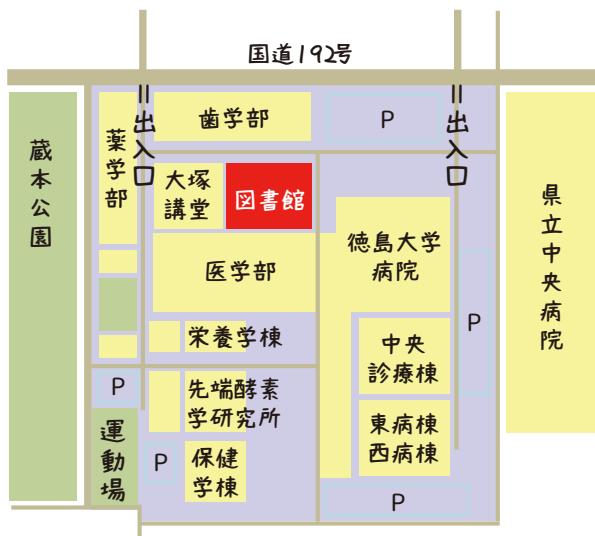 国道192号
蔵本公園
薬学部
=出入口
歯学部
P
=出入口
県立中央病院
大塚
講堂
図書館
徳島大学
病院
医学部
P
栄養学棟
中央
診療棟
P
先端酵素
学研究所
東病棟
西病棟
運動場
P
保健
学棟
P